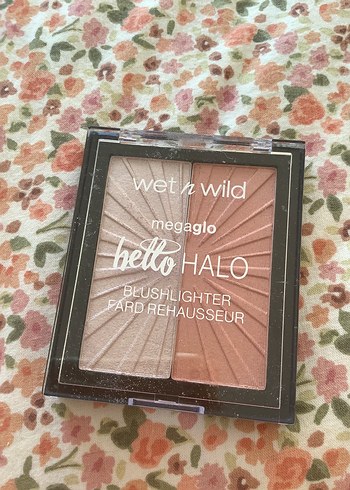 wet n wild
megaglo
hello HALO
BLUSHLIGHTER
FARD REHAUSSEUR